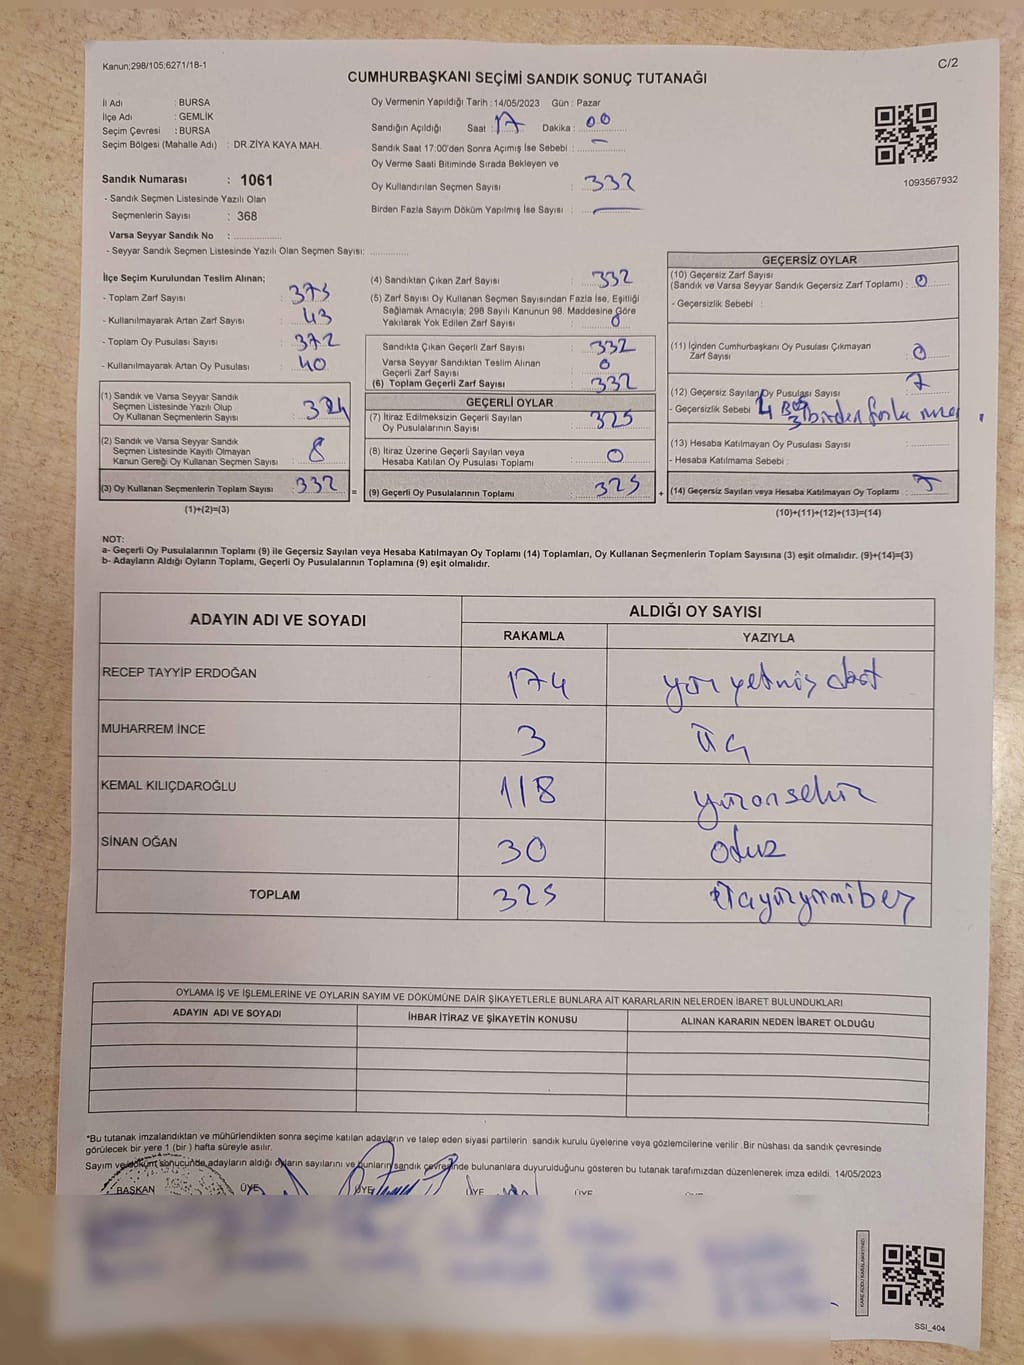 Kanun;298/105;6271/18-1
C/2
CUMHURBAŞKANI SEÇİMİ SANDIK SONUÇ TUTANAĞI
İl Adı : BURSA
İlçe Adı : GEMLİK
Seçim Çevresi : BURSA
Seçim Bölgesi (Mahalle Adı) : DR.ZİYA KAYA MAH.
Sandık Numarası : 1061
- Sandık Seçmen Listesinde Yazılı Olan
Seçmenlerin Sayısı : 368
Varsa Seyyar Sandık No :
- Seyyar Sandık Seçmen Listesinde Yazılı Olan Seçmen Sayısı:
Oy Vermenin Yapıldığı Tarih : 14/05/2023 Gün : Pazar
Sandığın Açıldığı Saat : 17 Dakika : 00
Sandık Saat 17:00'den Sonra Açımış İse Sebebi : —
Oy Verme Saati Bitiminde Sırada Bekleyen ve
Oy Kullandırılan Seçmen Sayısı : 332
Birden Fazla Sayım Döküm Yapılmış İse Sayısı : —
1093567932
İlçe Seçim Kurulundan Teslim Alınan;
- Toplam Zarf Sayısı : 375
- Kullanılmayarak Artan Zarf Sayısı : 43
- Toplam Oy Pusulası Sayısı : 372
- Kullanılmayarak Artan Oy Pusulası : 40
(1) Sandık ve Varsa Seyyar Sandık
Seçmen Listesinde Yazılı Olup
Oy Kullanan Seçmenlerin Sayısı : 324
(2) Sandık ve Varsa Seyyar Sandık
Seçmen Listesinde Kayıtlı Olmayan
Kanun Gereği Oy Kullanan Seçmen Sayısı : 8
(3) Oy Kullanan Seçmenlerin Toplam Sayısı : 332 =
(1)+(2)=(3)
(4) Sandıktan Çıkan Zarf Sayısı : 332
(5) Zarf Sayısı Oy Kullanan Seçmen Sayısından Fazla İse, Eşitliği
Sağlamak Amacıyla; 298 Sayılı Kanunun 98. Maddesine Göre
Yakılarak Yok Edilen Zarf Sayısı : 0
Sandıkta Çıkan Geçerli Zarf Sayısı : 332
Varsa Seyyar Sandıktan Teslim Alınan
Geçerli Zarf Sayısı : 0
(6) Toplam Geçerli Zarf Sayısı : 332
GEÇERLİ OYLAR
(7) İtiraz Edilmeksizin Geçerli Sayılan
Oy Pusulalarının Sayısı : 325
(8) İtiraz Üzerine Geçerli Sayılan veya
Hesaba Katılan Oy Pusulası Toplamı : 0
(9) Geçerli Oy Pusulalarının Toplamı : 325 +
GEÇERSİZ OYLAR
(10) Geçersiz Zarf Sayısı
(Sandık ve Varsa Seyyar Sandık Geçersiz Zarf Toplamı) : 0
- Geçersizlik Sebebi :
(11) İçinden Cumhurbaşkanı Oy Pusulası Çıkmayan
Zarf Sayısı : 0
(12) Geçersiz Sayılan Oy Pusulası Sayısı : 7
- Geçersizlik Sebebi 4 Boş 3 birden fazla
(13) Hesaba Katılmayan Oy Pusulası Sayısı :
- Hesaba Katılmama Sebebi :
(14) Geçersiz Sayılan veya Hesaba Katılmayan Oy Toplamı : 7
(10)+(11)+(12)+(13)=(14)
NOT:
a- Geçerli Oy Pusulalarının Toplamı (9) ile Geçersiz Sayılan veya Hesaba Katılmayan Oy Toplamı (14) Toplamları, Oy Kullanan Seçmenlerin Toplam Sayısına (3) eşit olmalıdır. (9)+(14)=(3)
b- Adayların Aldığı Oyların Toplamı, Geçerli Oy Pusulalarının Toplamına (9) eşit olmalıdır.
ADAYIN ADI VE SOYADI ALDIĞI OY SAYISI
RAKAMLA YAZIYLA
RECEP TAYYİP ERDOĞAN 174 yüz yetmiş dört
MUHARREM İNCE 3 üç
KEMAL KILIÇDAROĞLU 118 yüzonsekiz
SİNAN OĞAN 30 otuz
TOPLAM 325 üçyüzyirmibeş
OYLAMA İŞ VE İŞLEMLERİNE VE OYLARIN SAYIM VE DÖKÜMÜNE DAİR ŞİKAYETLERLE BUNLARA AİT KARARLARIN NELERDEN İBARET BULUNDUKLARI
ADAYIN ADI VE SOYADI İHBAR İTİRAZ VE ŞİKAYETİN KONUSU ALINAN KARARIN NEDEN İBARET OLDUĞU
*Bu tutanak imzalandıktan ve mühürlendikten sonra seçime katılan adayların ve talep eden siyasi partilerin sandık kurulu üyelerine veya gözlemcilerine verilir .Bir nüshası da sandık çevresinde
görülecek bir yere 1 (bir ) hafta süreyle asılır.
Sayım ve döküm sonucunda adayların aldığı oyların sayılarını ve bunların sandık çevresinde bulunanlara duyurulduğunu gösteren bu tutanak tarafımızdan düzenlenerek imza edildi. 14/05/2023
BAŞKAN ÜYE ÜYE ÜYE ÜYE
SSI_404